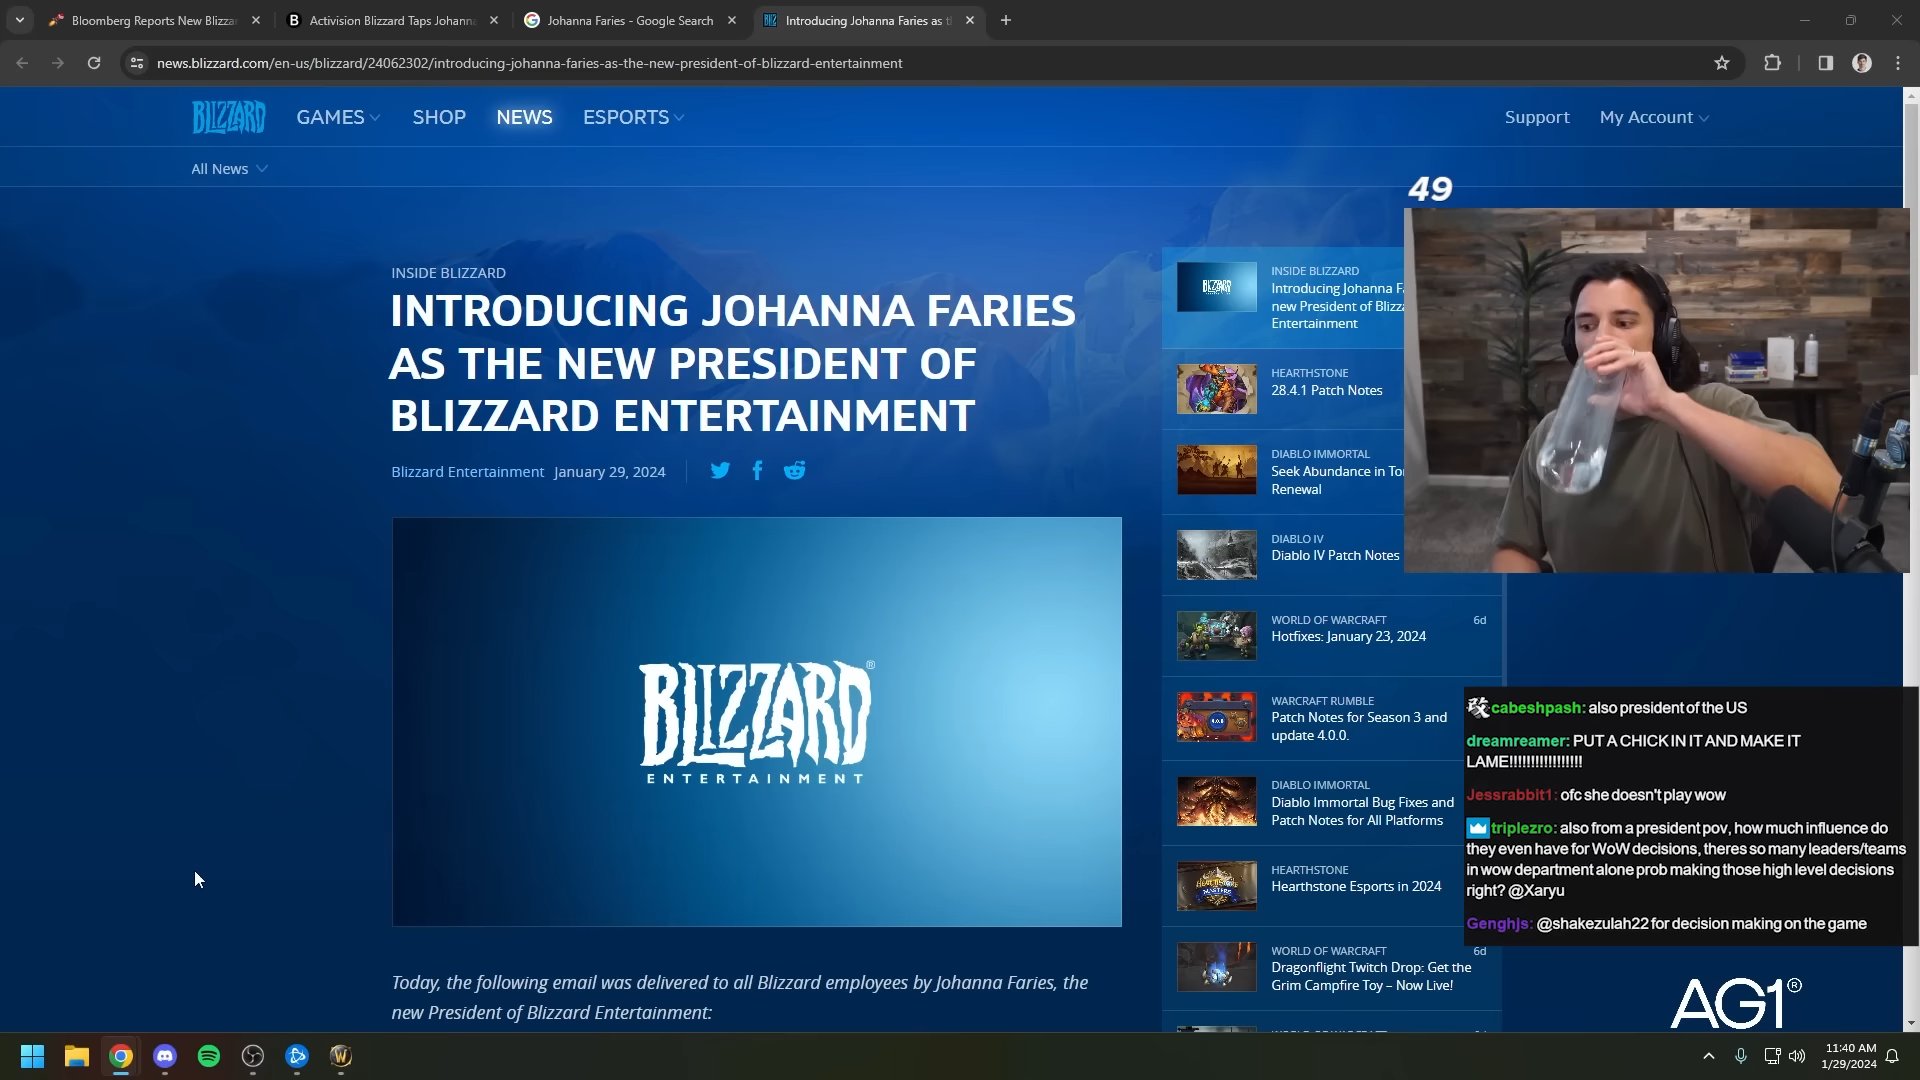 Bloomberg Reports New Blizza
Activision Blizzard Taps Johanna
Johanna Faries - Google Search
Introducing Johanna Faries as t
news.blizzard.com/en-us/blizzard/24062302/introducing-johanna-faries-as-the-new-president-of-blizzard-entertainment
BLIZZARD
GAMES
SHOP
NEWS
ESPORTS
Support
My Account
All News
49
INSIDE BLIZZARD
INTRODUCING JOHANNA FARIES
AS THE NEW PRESIDENT OF
BLIZZARD ENTERTAINMENT
Blizzard Entertainment January 29, 2024
BLIZZARD®
ENTERTAINMENT
Today, the following email was delivered to all Blizzard employees by Johanna Faries, the
new President of Blizzard Entertainment:
INSIDE BLIZZARD
Introducing Johanna F
new President of Blizza
Entertainment
HEARTHSTONE
28.4.1 Patch Notes
DIABLO IMMORTAL
Seek Abundance in To
Renewal
DIABLO IV
Diablo IV Patch Notes
WORLD OF WARCRAFT 6d
Hotfixes: January 23, 2024
WARCRAFT RUMBLE
Patch Notes for Season 3 and
update 4.0.0.
DIABLO IMMORTAL
Diablo Immortal Bug Fixes and
Patch Notes for All Platforms
HEARTHSTONE
Hearthstone Esports in 2024
WORLD OF WARCRAFT 6d
Dragonflight Twitch Drop: Get the
Grim Campfire Toy – Now Live!
cabeshpash: also president of the US
dreamreamer: PUT A CHICK IN IT AND MAKE IT
LAME!!!!!!!!!!!!!!!!!
Jessrabbit1: ofc she doesn't play wow
triplezro: also from a president pov, how much influence do
they even have for WoW decisions, theres so many leaders/teams
in wow department alone prob making those high level decisions
right? @Xaryu
Genghjs: @shakezulah22 for decision making on the game
AG1®
11:40 AM
1/29/2024